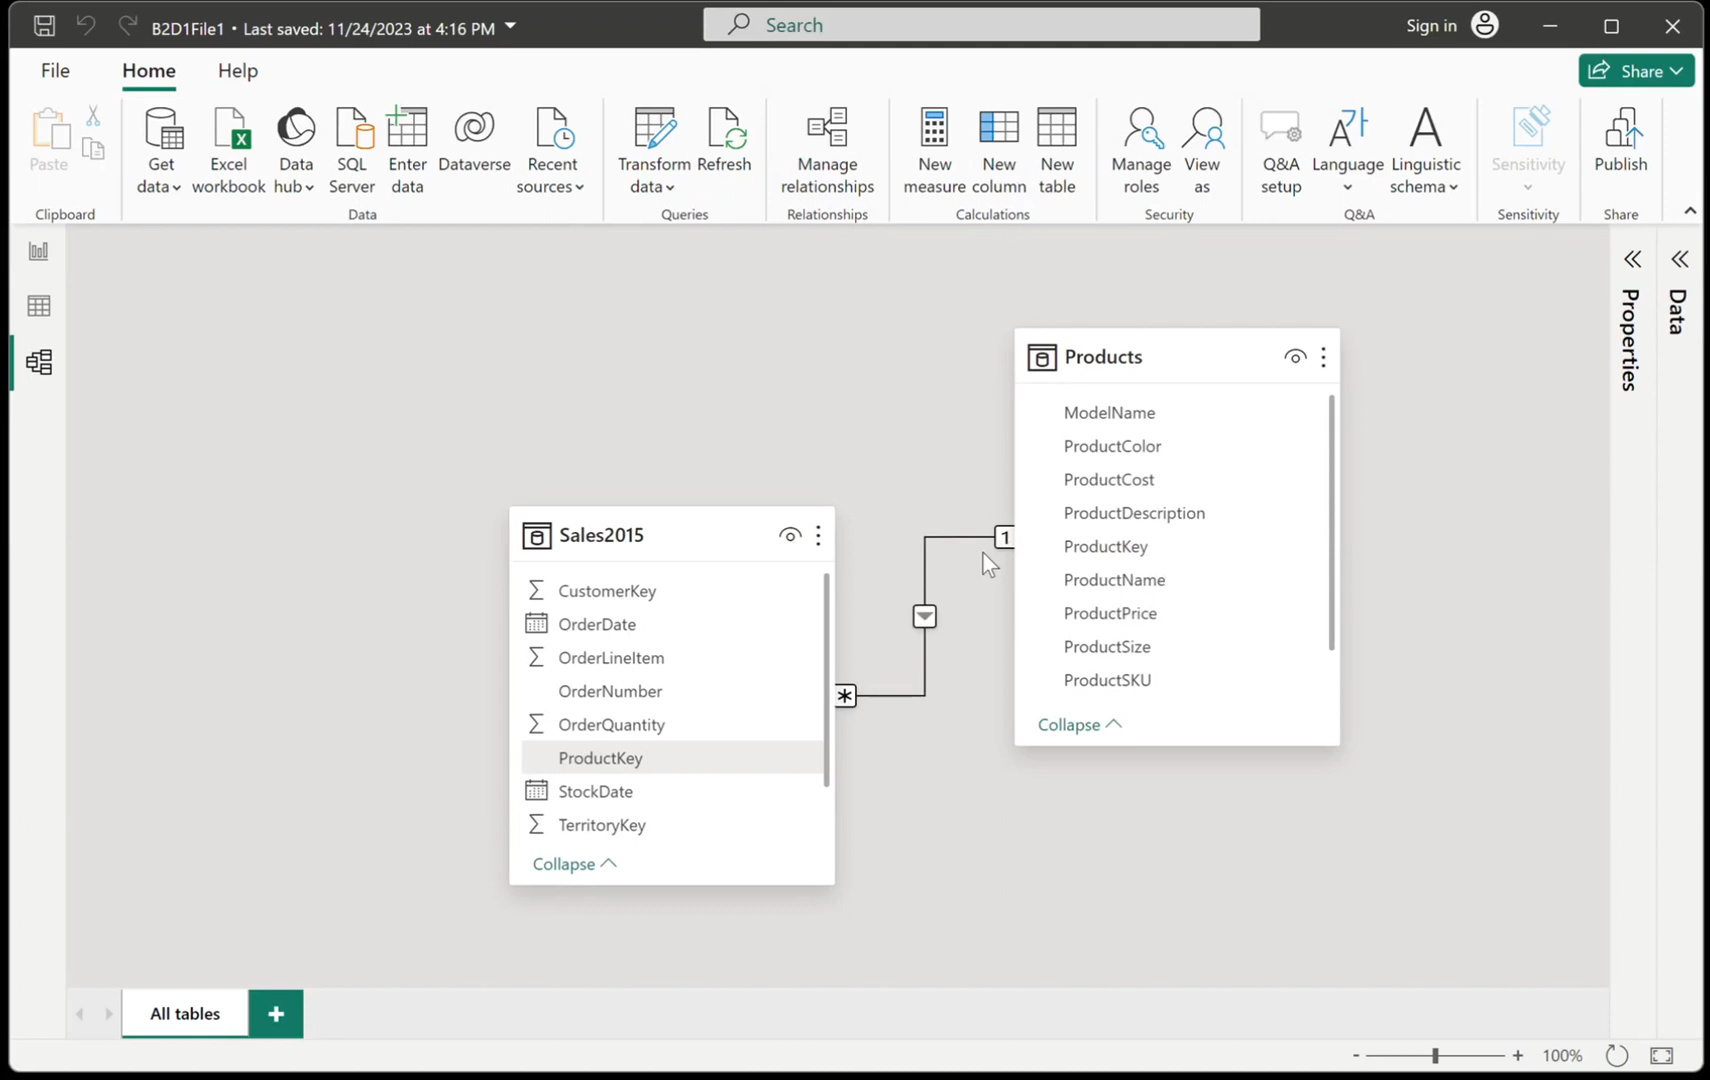 B2D1File1 • Last saved: 11/24/2023 at 4:16 PM
Search
Sign in
File
Home
Help
Share
Paste
Get
data
Excel
workbook
Data
hub
SQL
Server
Enter
data
Dataverse
Recent
sources
Transform
data
Refresh
Manage
relationships
New
measure
New
column
New
table
Manage
roles
View
as
Q&A
setup
Language
Linguistic
schema
Sensitivity
Publish
Clipboard
Data
Queries
Relationships
Calculations
Security
Q&A
Sensitivity
Share
Properties
Data
Products
ModelName
ProductColor
ProductCost
ProductDescription
ProductKey
ProductName
ProductPrice
ProductSize
ProductSKU
Collapse
1
*
Sales2015
CustomerKey
OrderDate
OrderLineItem
OrderNumber
OrderQuantity
ProductKey
StockDate
TerritoryKey
Collapse
All tables
+
- + 100%